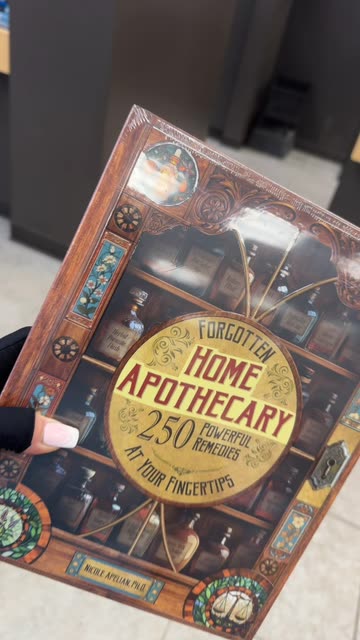 FORGOTTEN
HOME
APOTHECARY
250 POWERFUL
REMEDIES
AT YOUR FINGERTIPS
NICOLE APELIAN, PH.D.